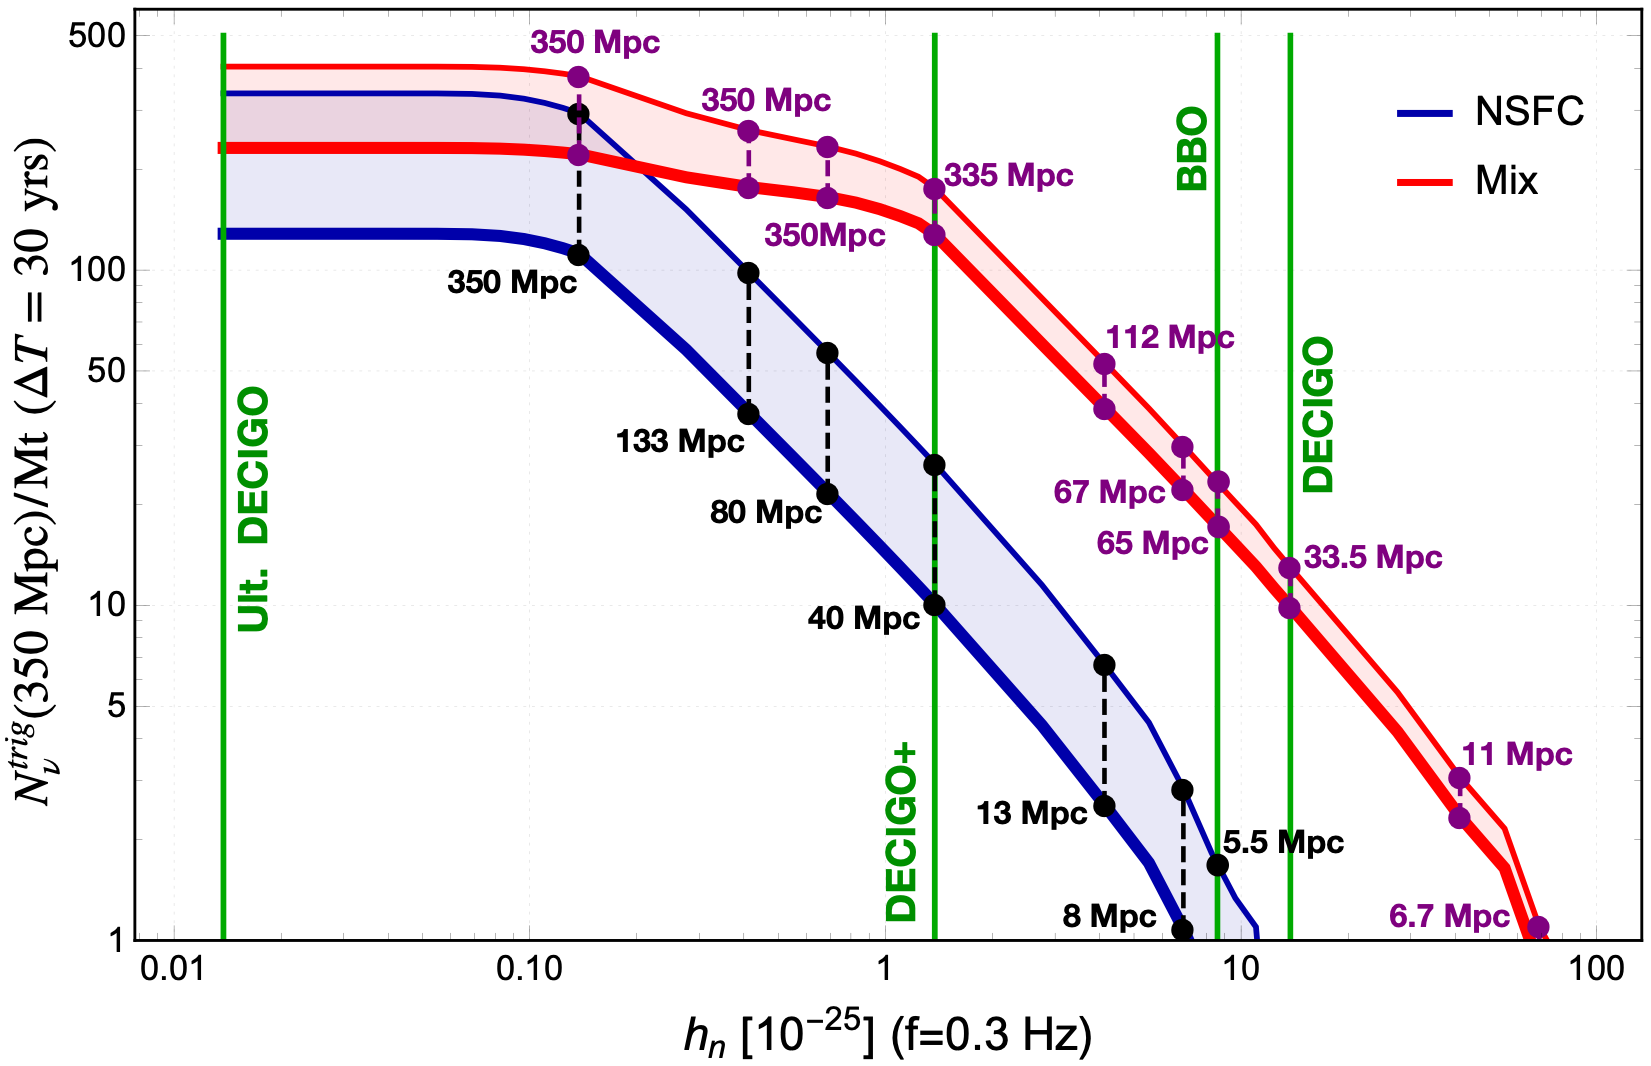 500
100
50
10
5
1
0.01
0.10
1
10
100
N_ν^trig(350 Mpc)/Mt (ΔT = 30 yrs)
h_n [10⁻²⁵] (f=0.3 Hz)
NSFC
Mix
350 Mpc
350 Mpc
350Mpc
335 Mpc
112 Mpc
67 Mpc
65 Mpc
33.5 Mpc
11 Mpc
6.7 Mpc
350 Mpc
133 Mpc
80 Mpc
40 Mpc
13 Mpc
8 Mpc
5.5 Mpc
Ult. DECIGO
DECIGO+
BBO
DECIGO